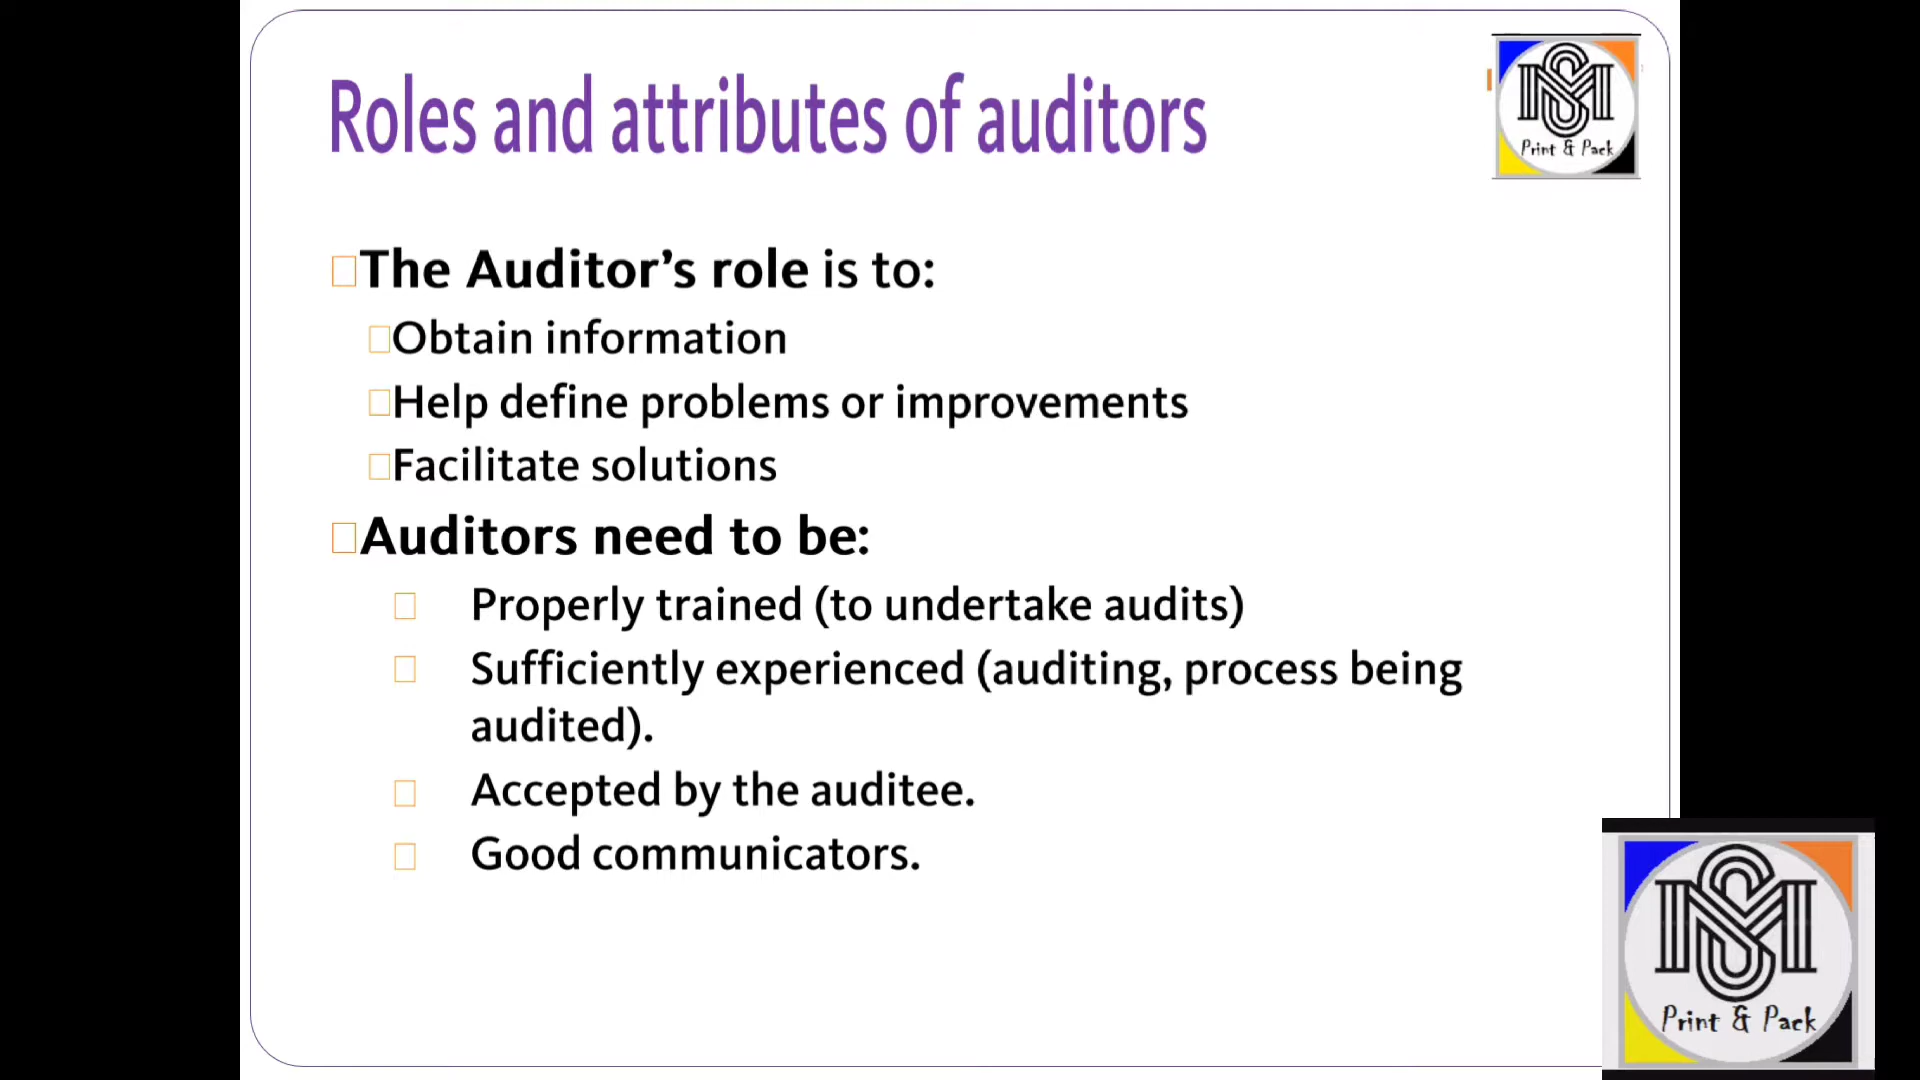 Roles and attributes of auditors
Print & Pack
The Auditor’s role is to:
Obtain information
Help define problems or improvements
Facilitate solutions
Auditors need to be:
Properly trained (to undertake audits)
Sufficiently experienced (auditing, process being
audited).
Accepted by the auditee.
Good communicators.
Print & Pack